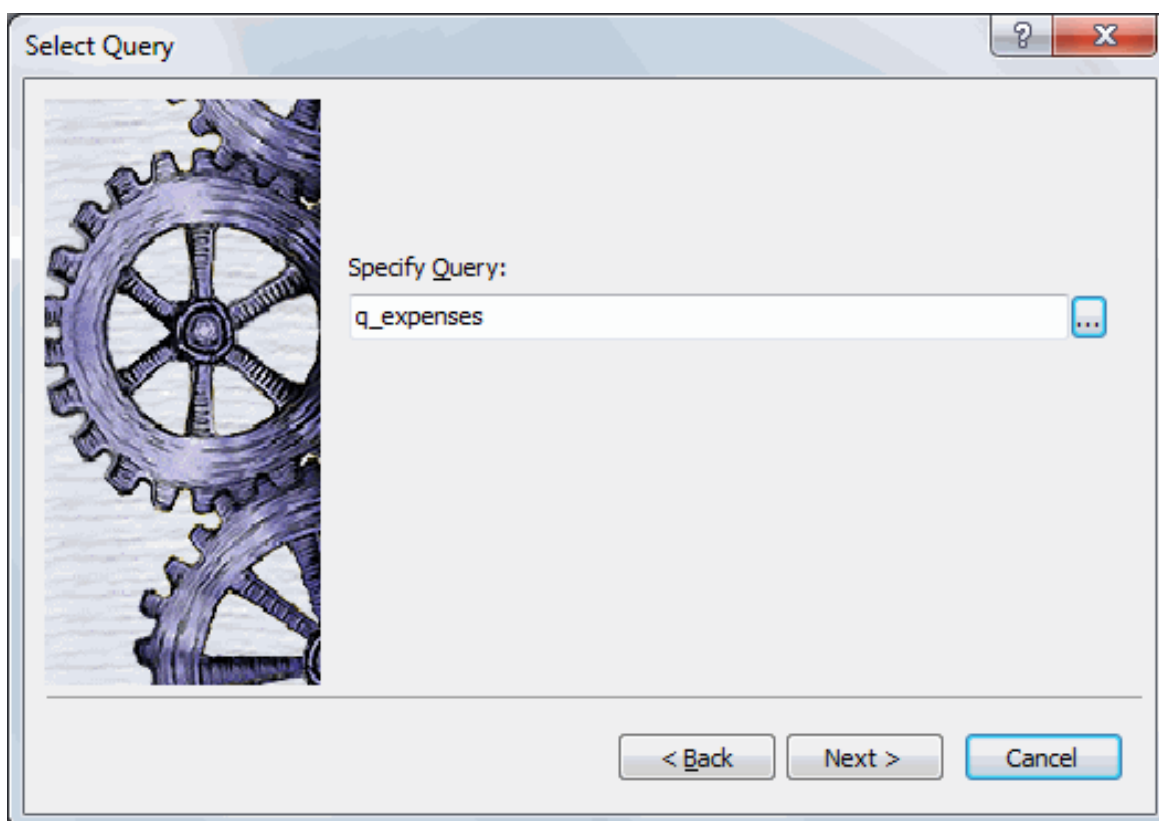 Select Query
Specify Query:
q_expenses
...
< Back
Next >
Cancel